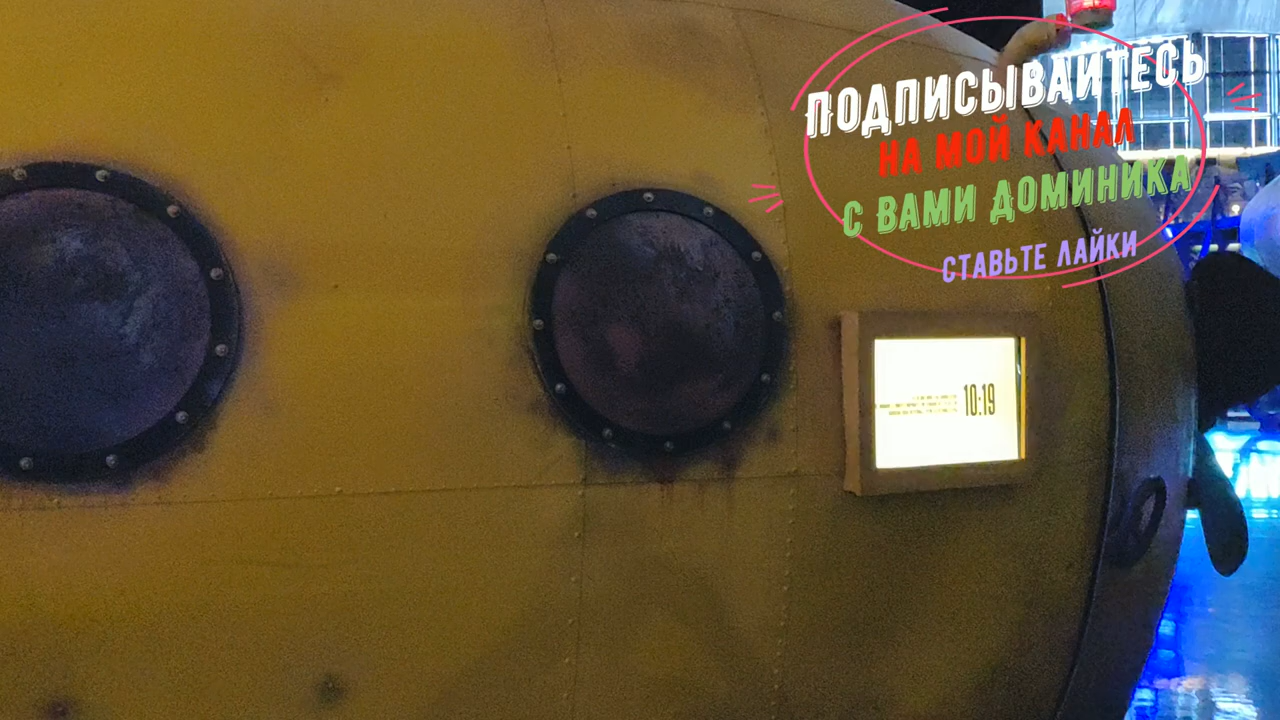 ПОДПИСЫВАЙТЕСЬ
НА МОЙ КАНАЛ
С ВАМИ ДОМИНИКА
СТАВЬТЕ ЛАЙКИ
10:19